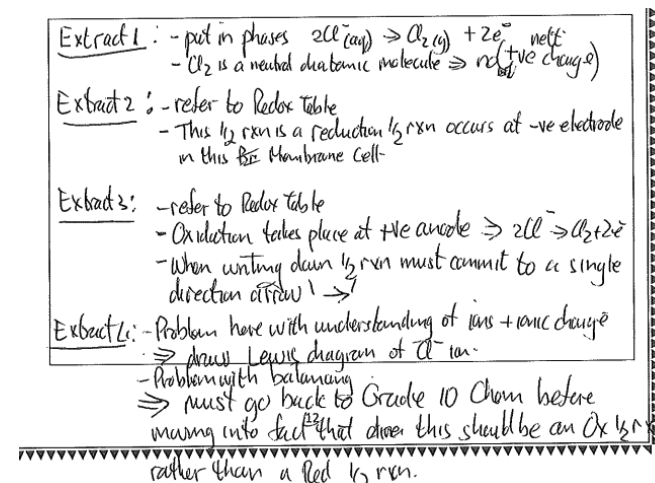 Extract 1 : - put in phases 2Cl⁻(aq) → Cl₂(g) + 2e⁻
- Cl₂ is a neutral diatomic molecule ⇒ no nett (+ve charge)
Extract 2 : - refer to Redox Table
- This ½ rxn is a reduction ½ rxn occurs at -ve electrode
in this Membrane Cell.
Extract 3: - refer to Redox Table
- Oxidation takes place at +ve anode ⇒ 2Cl⁻ → Cl₂ + 2e⁻
- When writing down ½ rxn must commit to a single
direction arrow '→'
Extract 4: - Problem here with understanding of ions + ionic charge
⇒ draw Lewis diagram of Cl⁻ ion.
- Problem with balancing
⇒ must go back to Grade 10 Chem before
moving into fact that this should be an Ox ½ rx
rather than a Red ½ rxn.